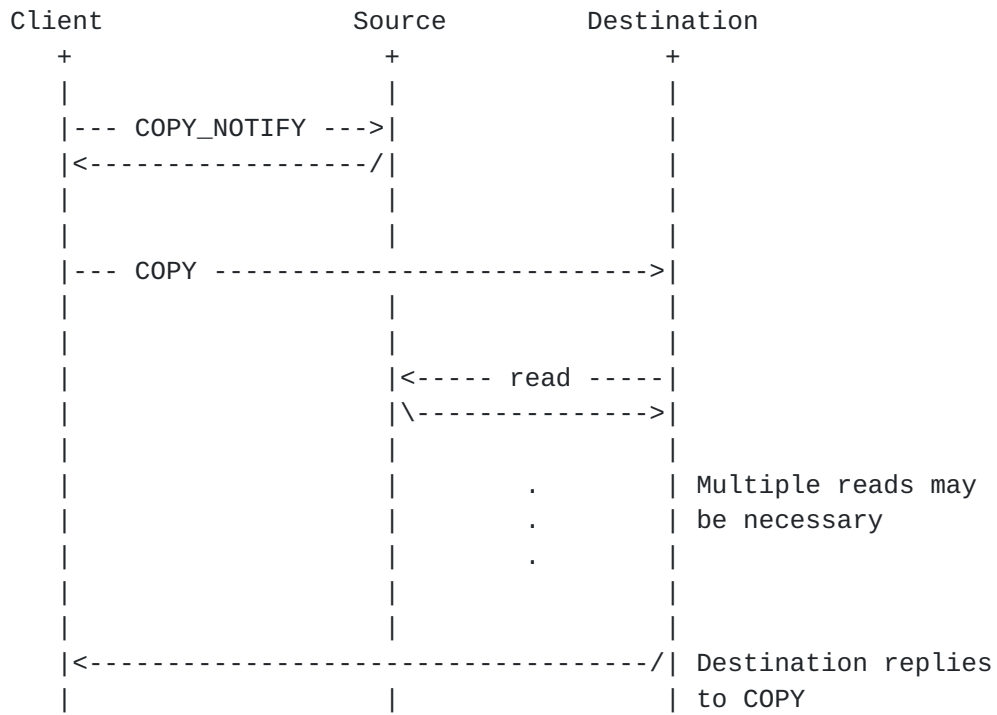 Client Source Destination
+ + +
| | |
|--- COPY_NOTIFY --->| |
|<------------------/| |
| | |
| | |
|--- COPY ---------------------------->|
| | |
| | |
| |<----- read -----|
| |\--------------->|
| | |
| | . | Multiple reads may
| | . | be necessary
| | . |
| | |
| | |
|<------------------------------------/| Destination replies
| | | to COPY